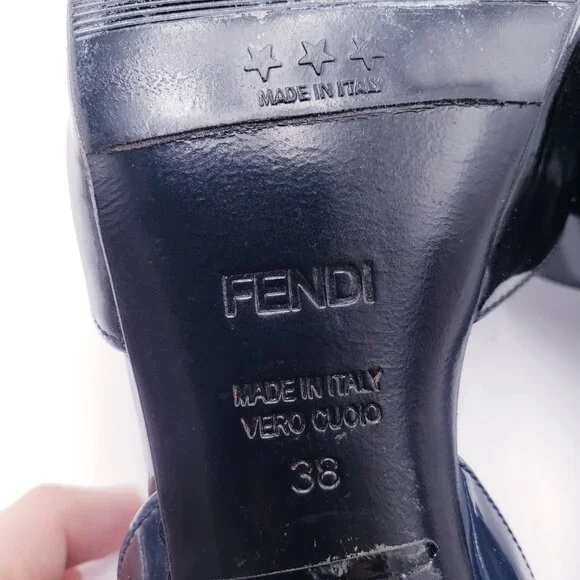 MADE IN ITALY
FENDI
MADE IN ITALY
VERO CUOIO
38